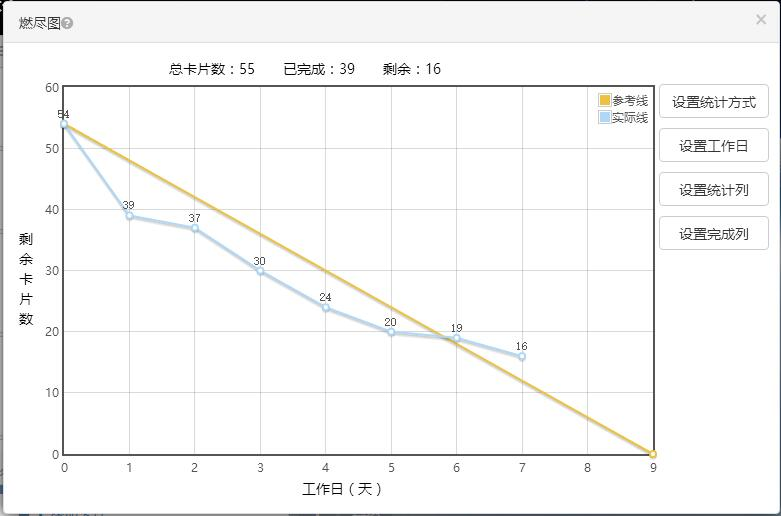 燃尽图?
×
总卡片数：55 已完成：39 剩余：16
参考线
实际线
设置统计方式
设置工作日
设置统计列
设置完成列
剩余卡片数
60
50
40
30
20
10
0
54
39
37
30
24
20
19
16
0 1 2 3 4 5 6 7 8 9
工作日（天）